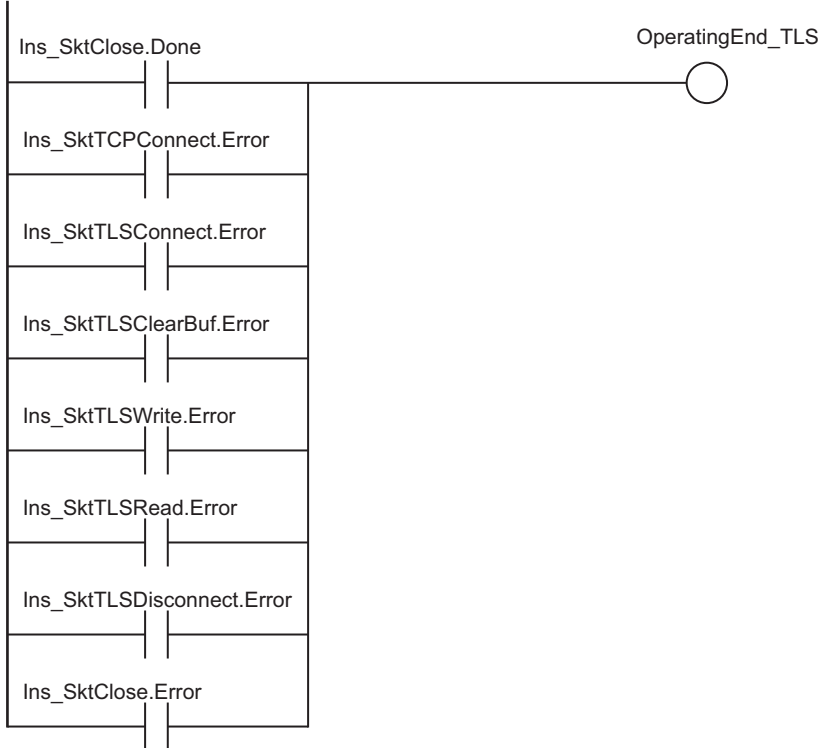 Ins_SktClose.Done
OperatingEnd_TLS
Ins_SktTCPConnect.Error
Ins_SktTLSConnect.Error
Ins_SktTLSClearBuf.Error
Ins_SktTLSWrite.Error
Ins_SktTLSRead.Error
Ins_SktTLSDisconnect.Error
Ins_SktClose.Error